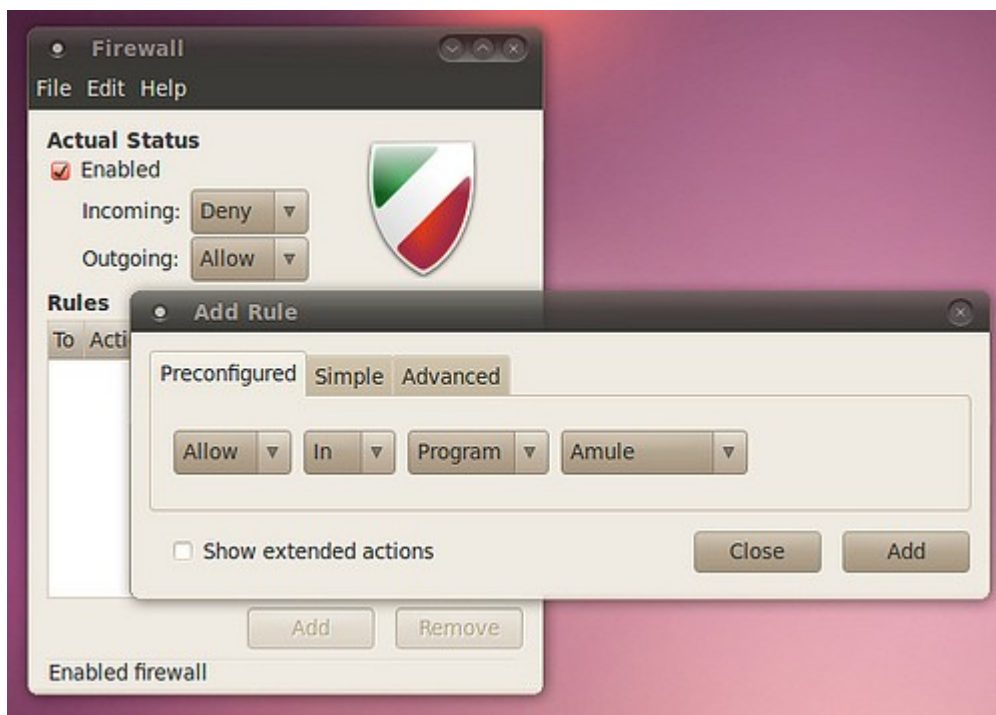 Firewall
File Edit Help
Actual Status
Enabled
Incoming: Deny
Outgoing: Allow
Rules
To Acti
Add Rule
Preconfigured Simple Advanced
Allow In Program Amule
Show extended actions Close Add
Add Remove
Enabled firewall